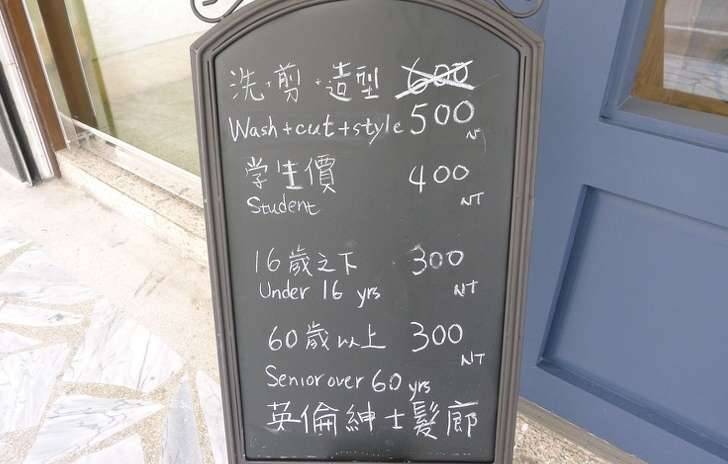 洗+剪+造型 600
Wash+cut+style 500 N
学生價 400
Student NT
16歲之下 300
Under 16 yrs NT
60歲以上 300
NT
Senior over 60 yrs
英倫紳士髮廊